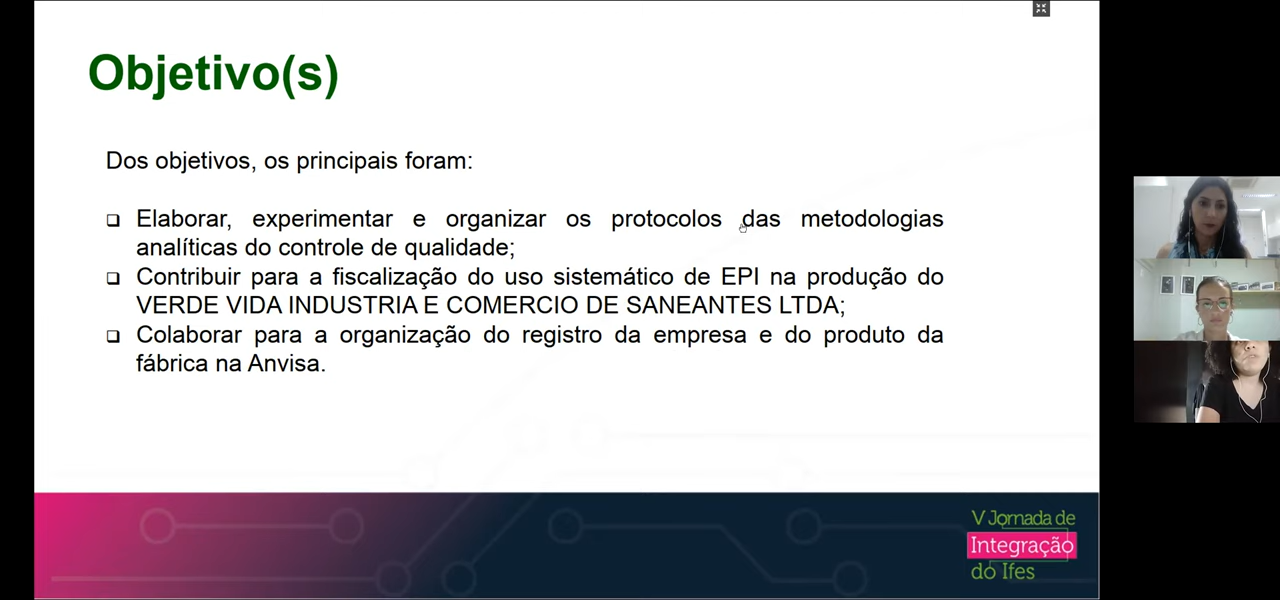 Objetivo(s)
Dos objetivos, os principais foram:
Elaborar, experimentar e organizar os protocolos das metodologias
analíticas do controle de qualidade;
Contribuir para a fiscalização do uso sistemático de EPI na produção do
VERDE VIDA INDUSTRIA E COMERCIO DE SANEANTES LTDA;
Colaborar para a organização do registro da empresa e do produto da
fábrica na Anvisa.
V Jornada de
Integração
do Ifes